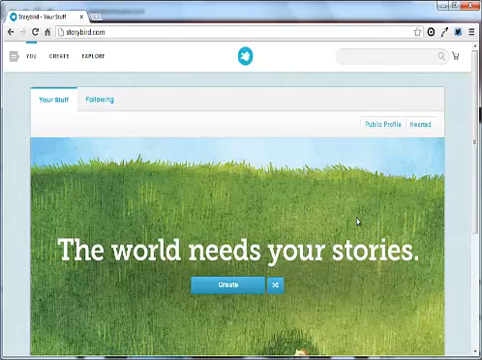 Storybird - Your Stuff
storybird.com
YOU CREATE EXPLORE
Your Stuff Following
Public Profile Hearted
The world needs your stories.
Create